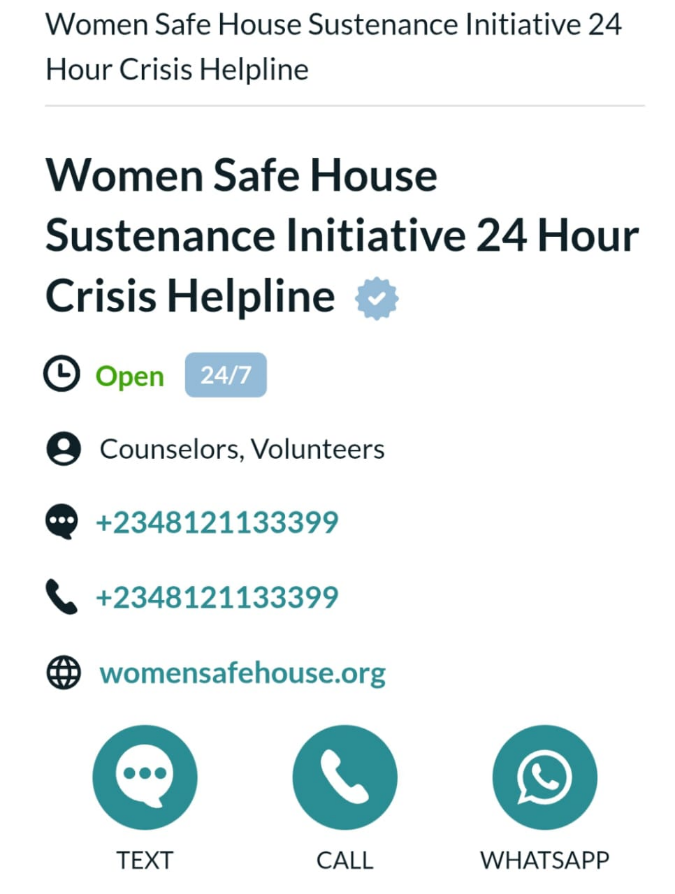 Women Safe House Sustenance Initiative 24
Hour Crisis Helpline
Women Safe House
Sustenance Initiative 24 Hour
Crisis Helpline
Open 24/7
Counselors, Volunteers
+2348121133399
+2348121133399
womensafehouse.org
TEXT CALL WHATSAPP